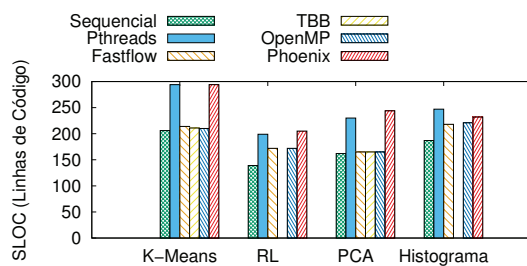 Sequencial
Pthreads
Fastflow
TBB
OpenMP
Phoenix
SLOC (Linhas de Código)
300
250
200
150
100
50
0
K−Means RL PCA Histograma